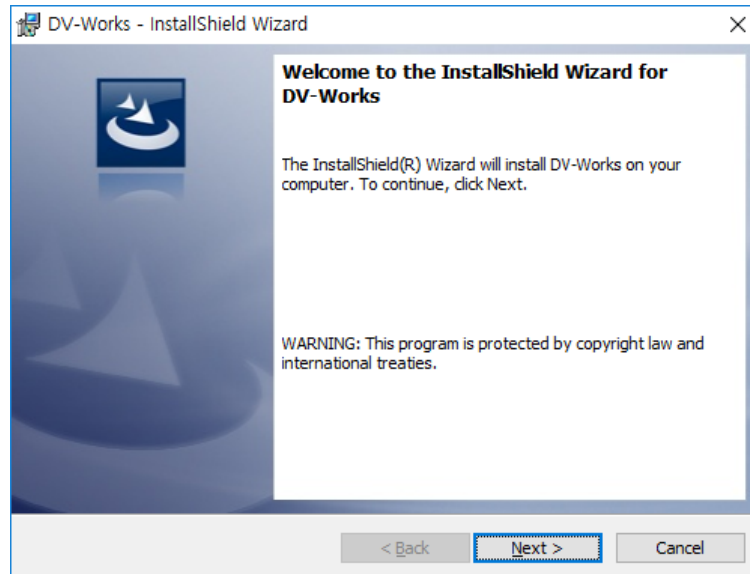 DV-Works - InstallShield Wizard
Welcome to the InstallShield Wizard for
DV-Works
The InstallShield(R) Wizard will install DV-Works on your
computer. To continue, click Next.
WARNING: This program is protected by copyright law and
international treaties.
< Back
Next >
Cancel